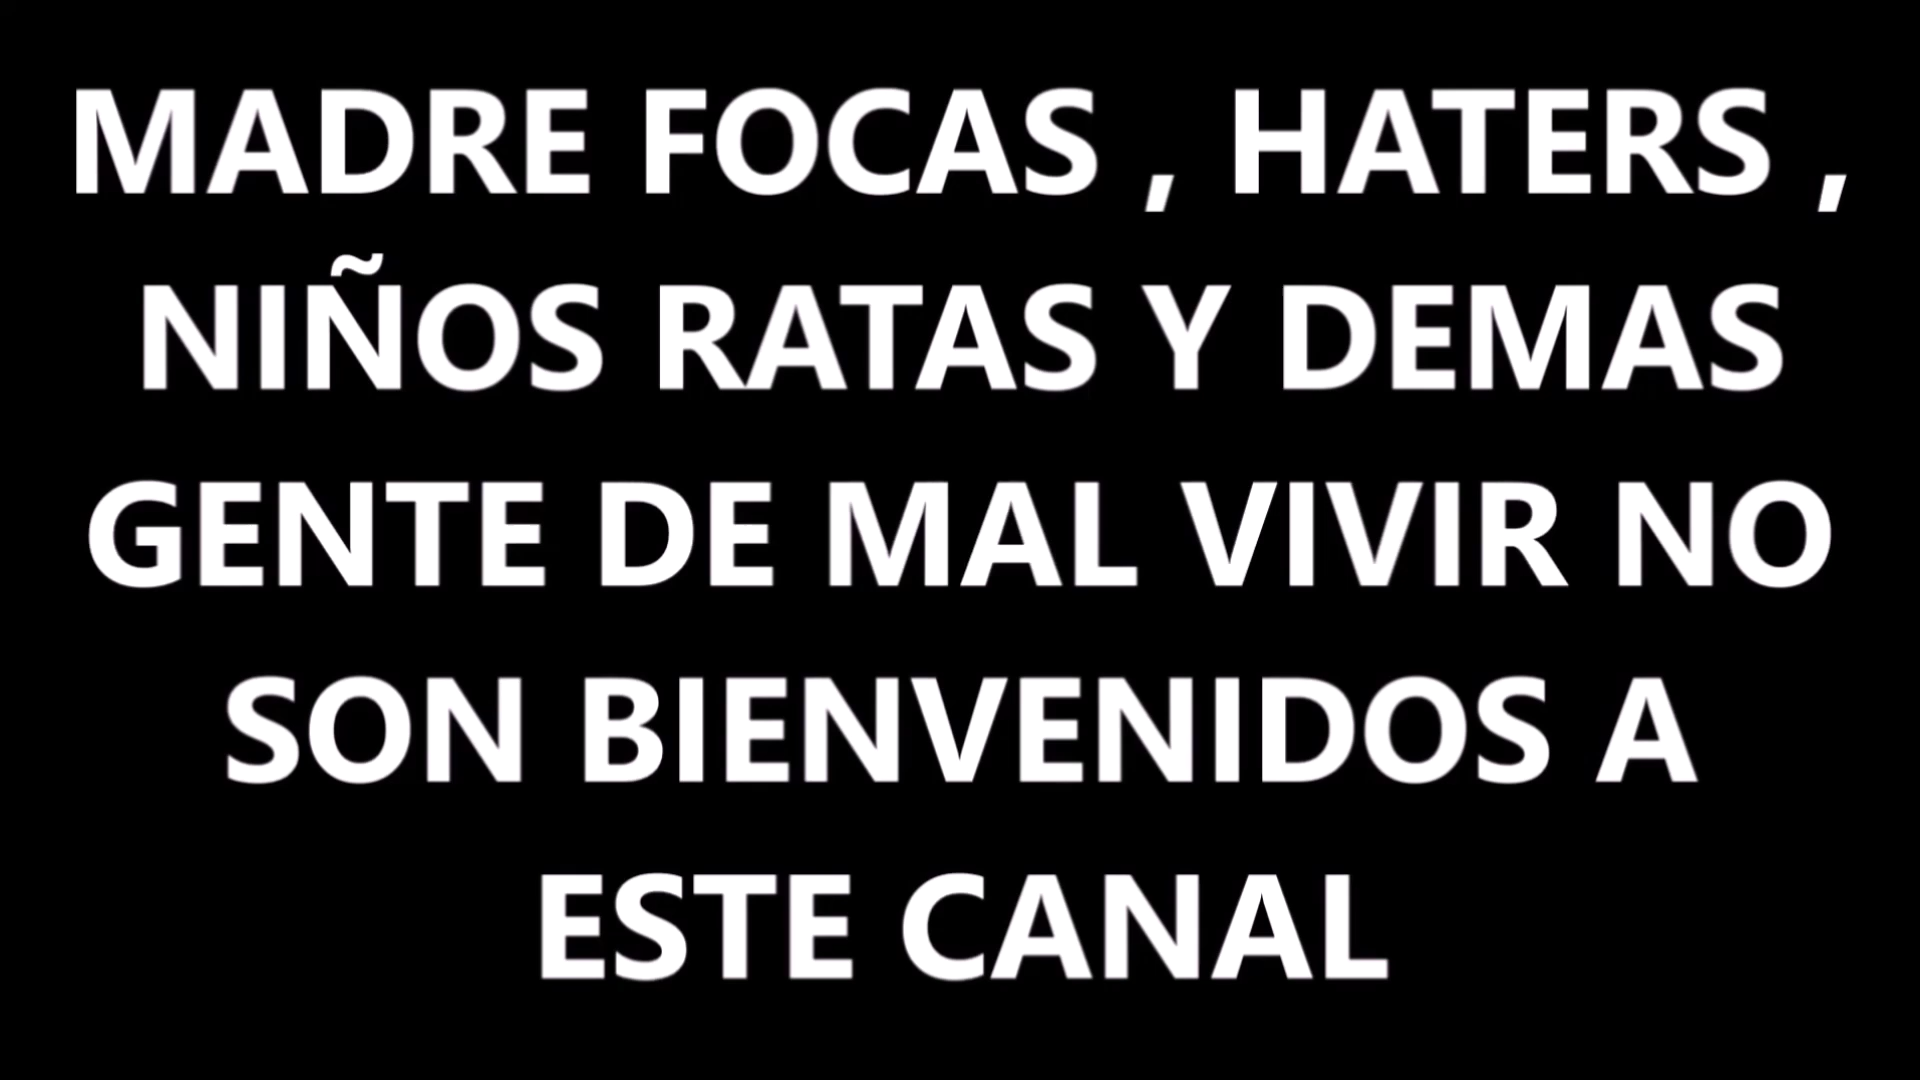 MADRE FOCAS , HATERS ,
NIÑOS RATAS Y DEMAS
GENTE DE MAL VIVIR NO
SON BIENVENIDOS A
ESTE CANAL